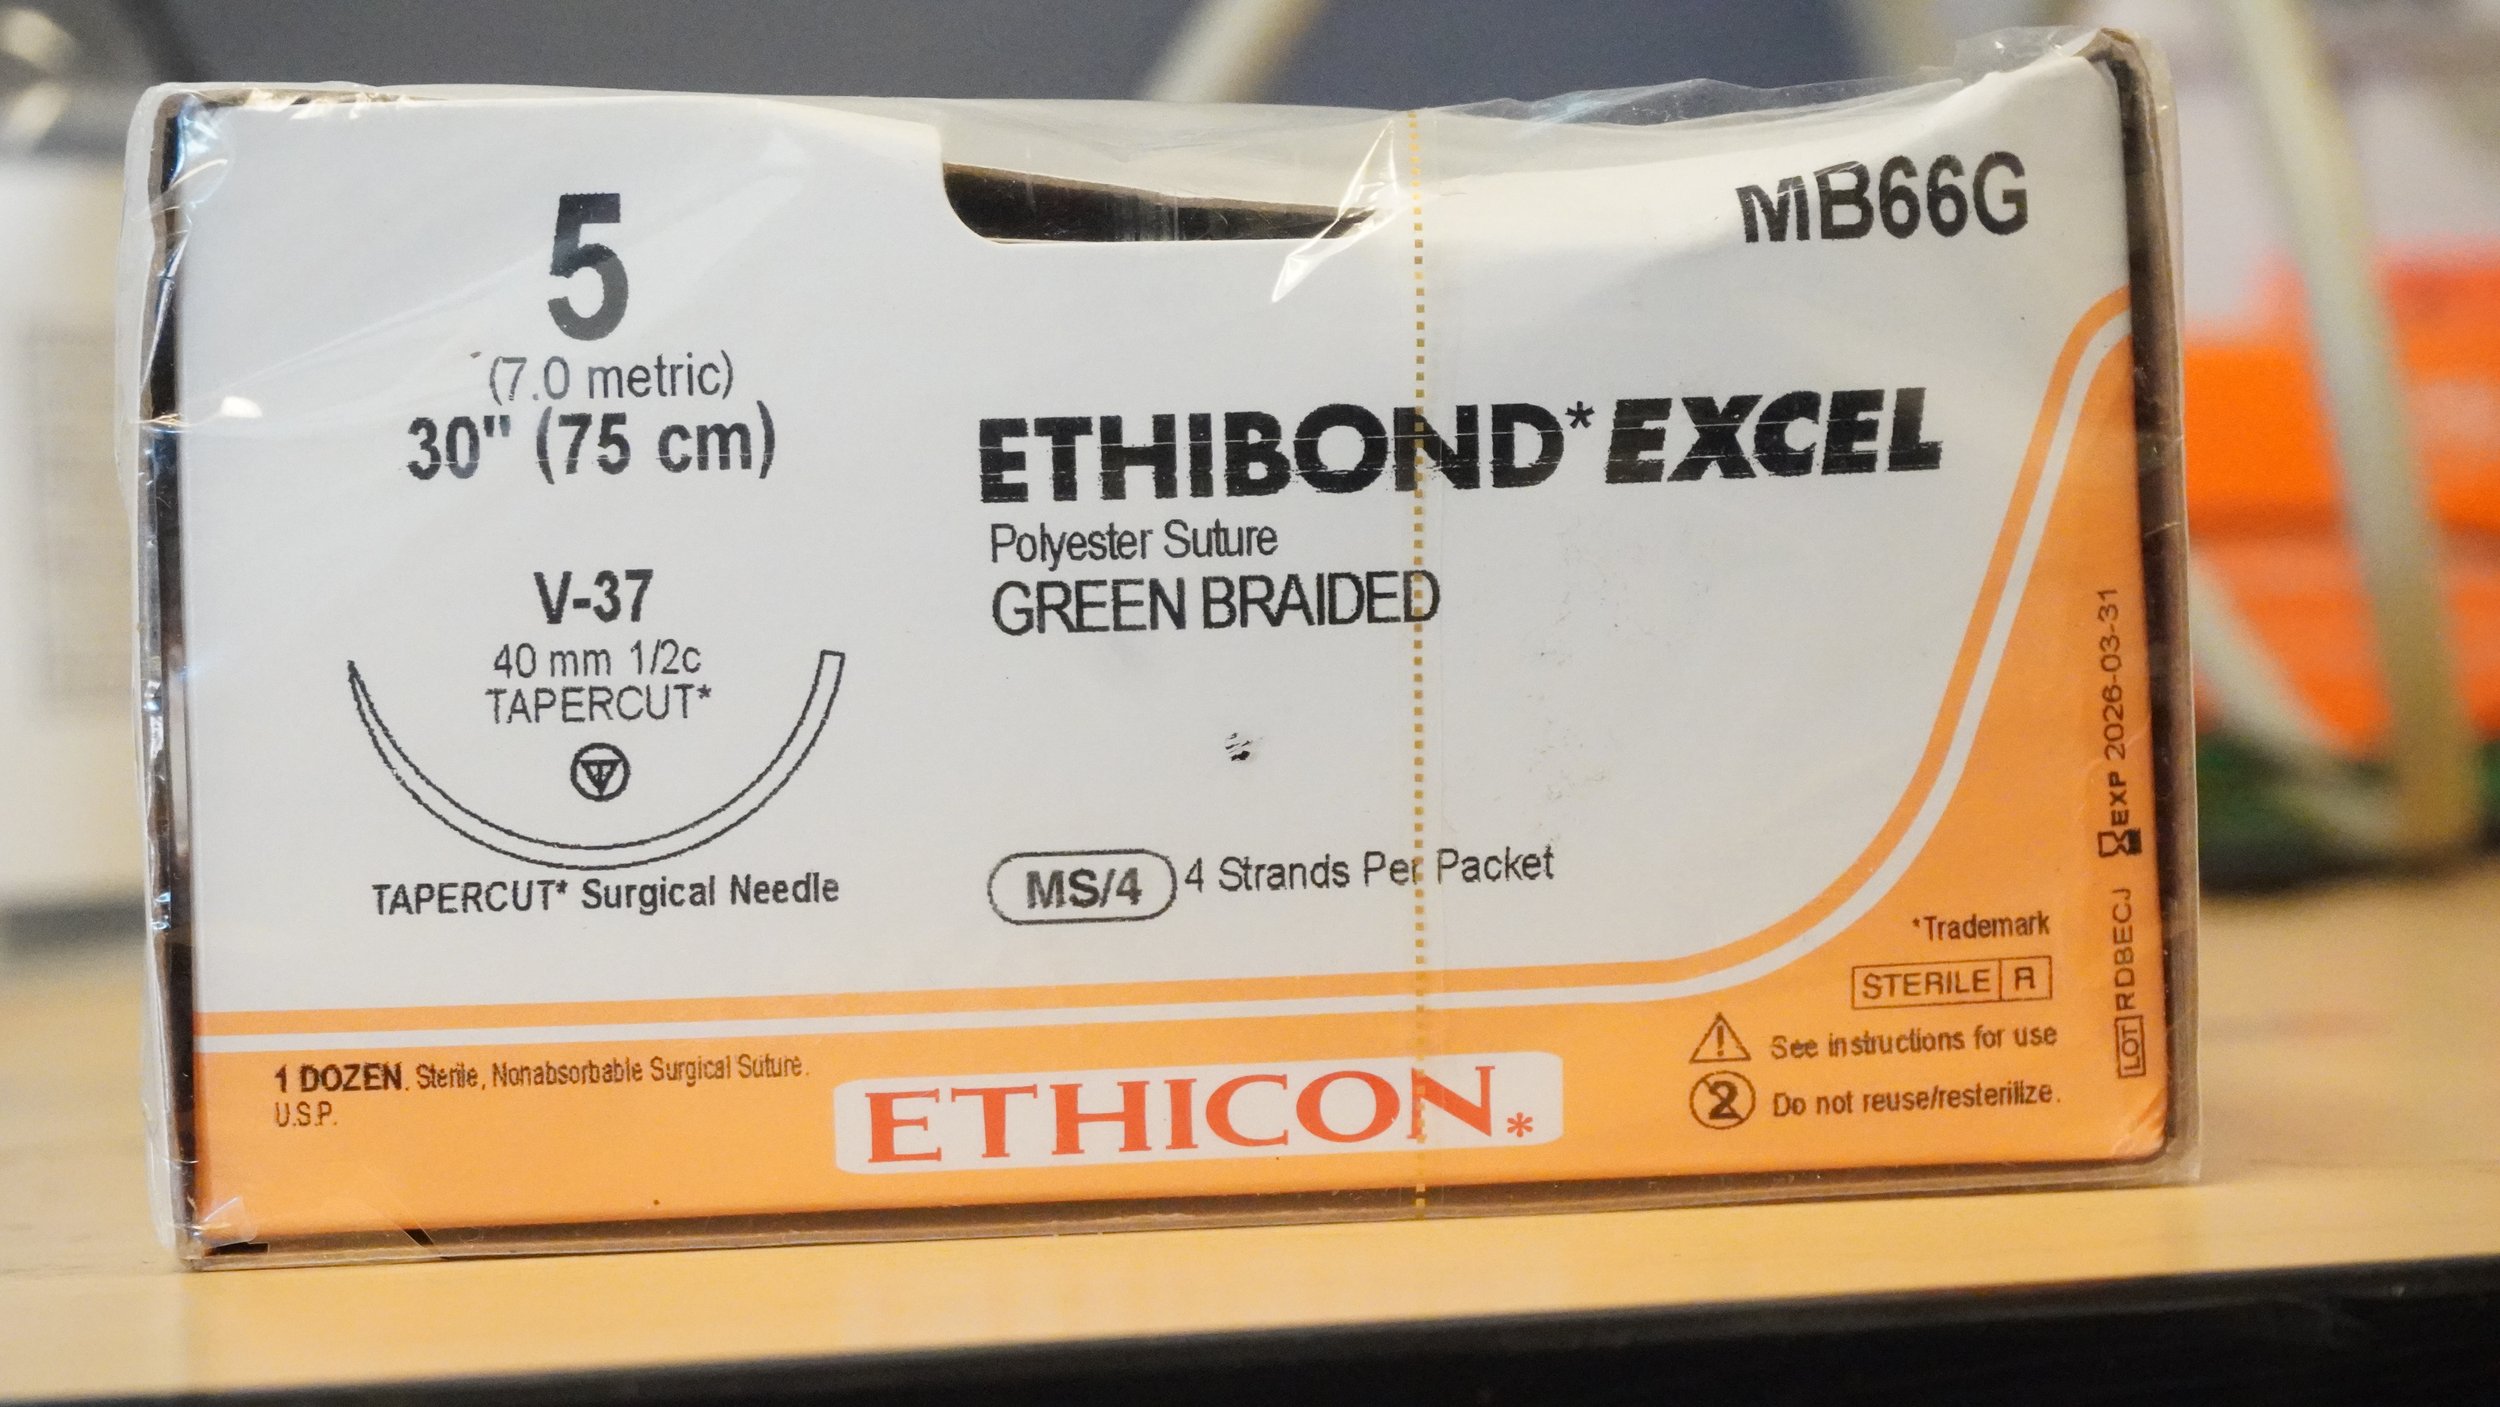 5
(7.0 metric)
30" (75 cm)
V-37
40 mm 1/2c
TAPERCUT*
TAPERCUT* Surgical Needle
MB66G
ETHIBOND* EXCEL
Polyester Suture
GREEN BRAIDED
MS/4 4 Strands Per Packet
1 DOZEN. Sterile, Nonabsorbable Surgical Suture.
U.S.P.
ETHICON*
*Trademark
STERILE R
See instructions for use
2 Do not reuse/resterilize.
LOT RDBECJ EXP 2026-03-31